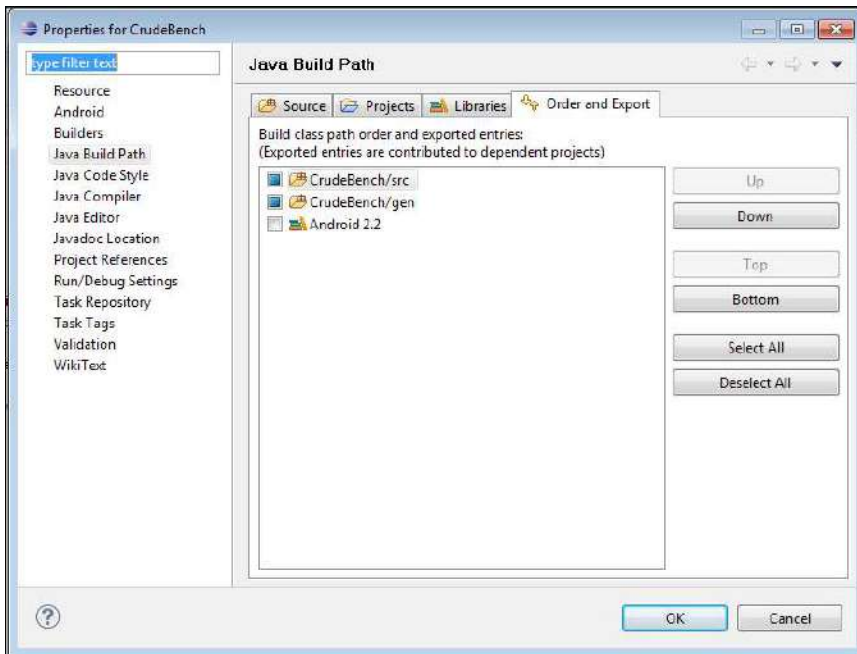 Properties for CrudeBench
type filter text
Resource
Android
Builders
Java Build Path
Java Code Style
Java Compiler
Java Editor
Javadoc Location
Project References
Run/Debug Settings
Task Repository
Task Tags
Validation
WikiText
Java Build Path
Source Projects Libraries Order and Export
Build class path order and exported entries:
(Exported entries are contributed to dependent projects)
CrudeBench/src
CrudeBench/gen
Android 2.2
Up
Down
Top
Bottom
Select All
Deselect All
?
OK Cancel